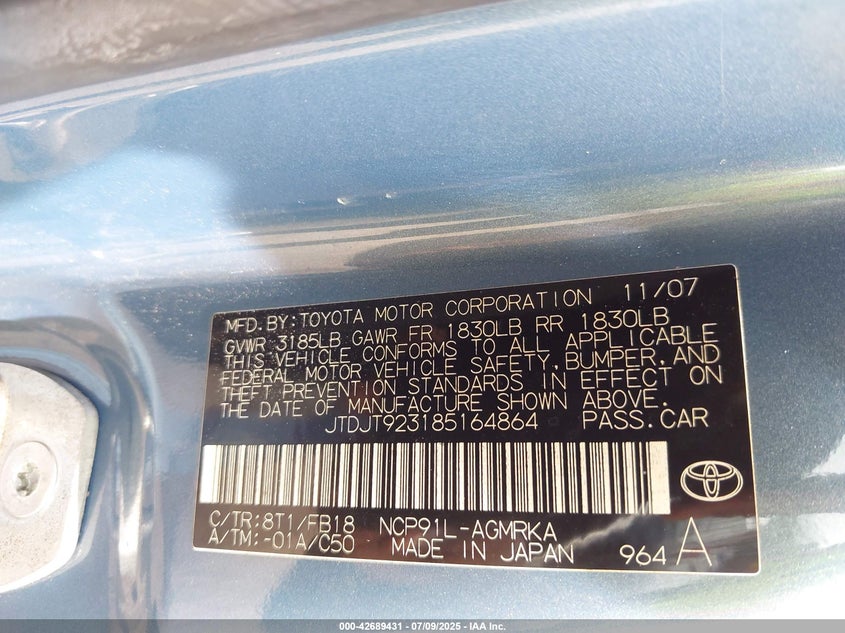 MFD. BY: TOYOTA MOTOR CORPORATION 11/07
GVWR 3185LB GAWR FR 1830LB RR 1830LB
THIS VEHICLE CONFORMS TO ALL APPLICABLE
FEDERAL MOTOR VEHICLE SAFETY, BUMPER, AND
THEFT PREVENTION STANDARDS IN EFFECT ON
THE DATE OF MANUFACTURE SHOWN ABOVE.
JTDJT923185164864 PASS. CAR
C/TR: 8T1/FB18 NCP91L-AGMRKA
A/TM: -01A/C50 MADE IN JAPAN 964 A
000-42689431 - 07/09/2025 - IAA Inc.